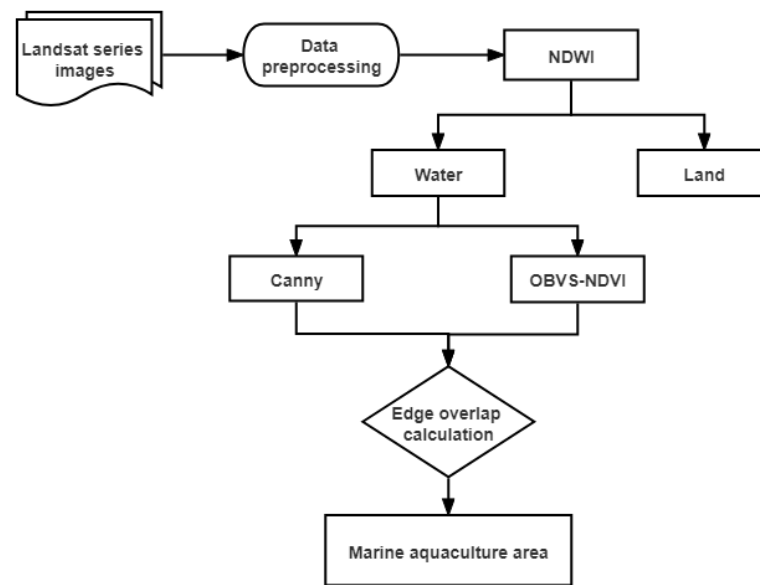 Landsat series
images
Data
preprocessing
NDWI
Water
Land
Canny
OBVS-NDVI
Edge overlap
calculation
Marine aquaculture area